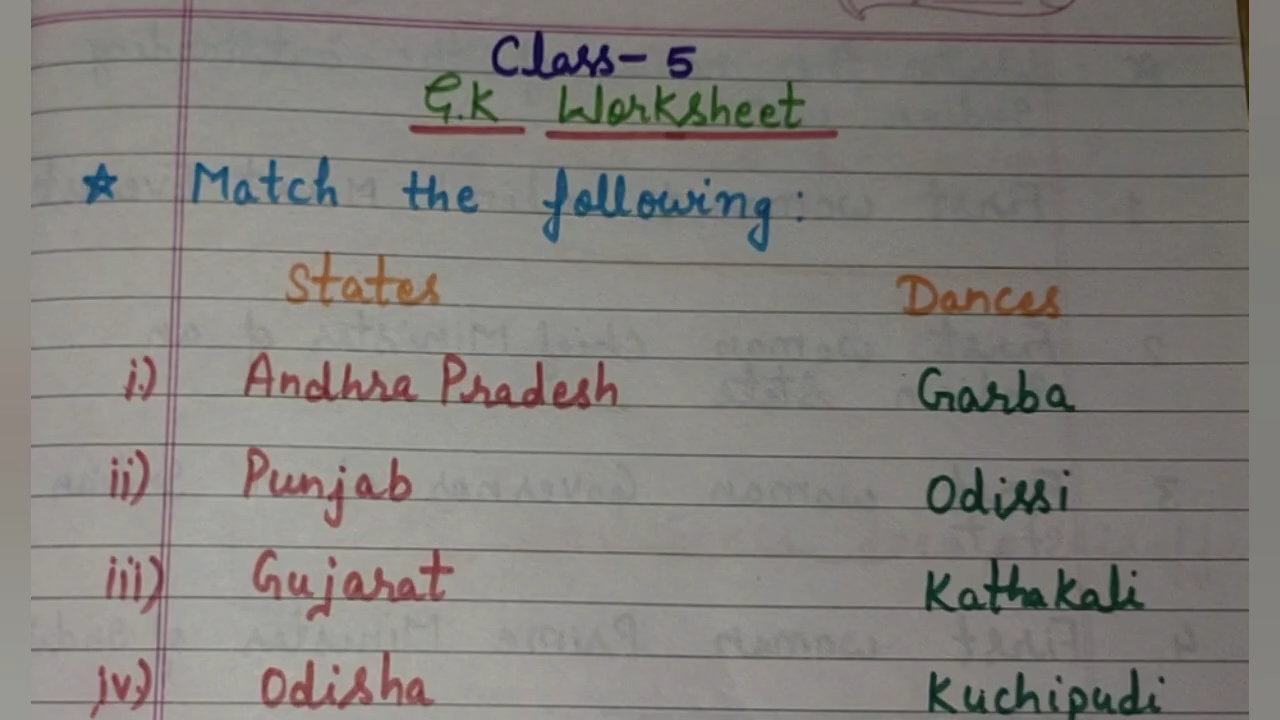 Class-5
G.K Worksheet
★ Match the following:
States Dances
i.) Andhra Pradesh Garba
ii) Punjab Odissi
iii) Gujarat Kathakali
iv.) Odisha Kuchipudi